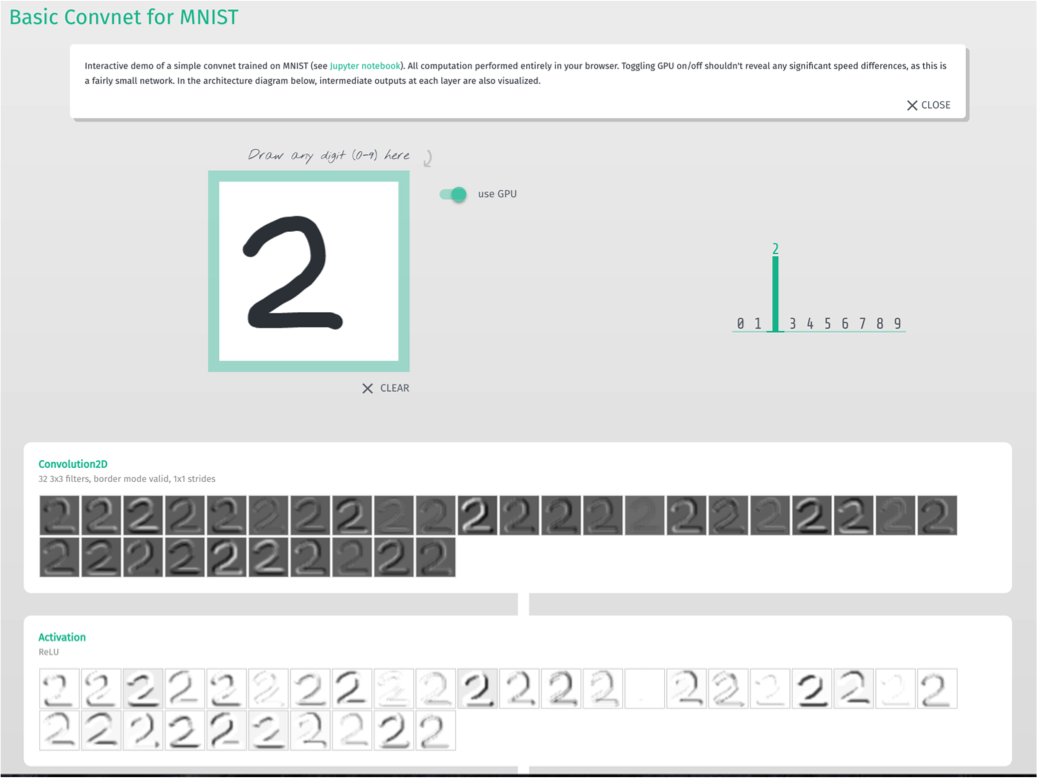 Basic Convnet for MNIST
Interactive demo of a simple convnet trained on MNIST (see Jupyter notebook). All computation performed entirely in your browser. Toggling GPU on/off shouldn't reveal any significant speed differences, as this is
a fairly small network. In the architecture diagram below, intermediate outputs at each layer are also visualized.
CLOSE
Draw any digit (0-9) here
use GPU
2
2
0 1 3 4 5 6 7 8 9
CLEAR
Convolution2D
32 3x3 filters, border mode valid, 1x1 strides
Activation
ReLU